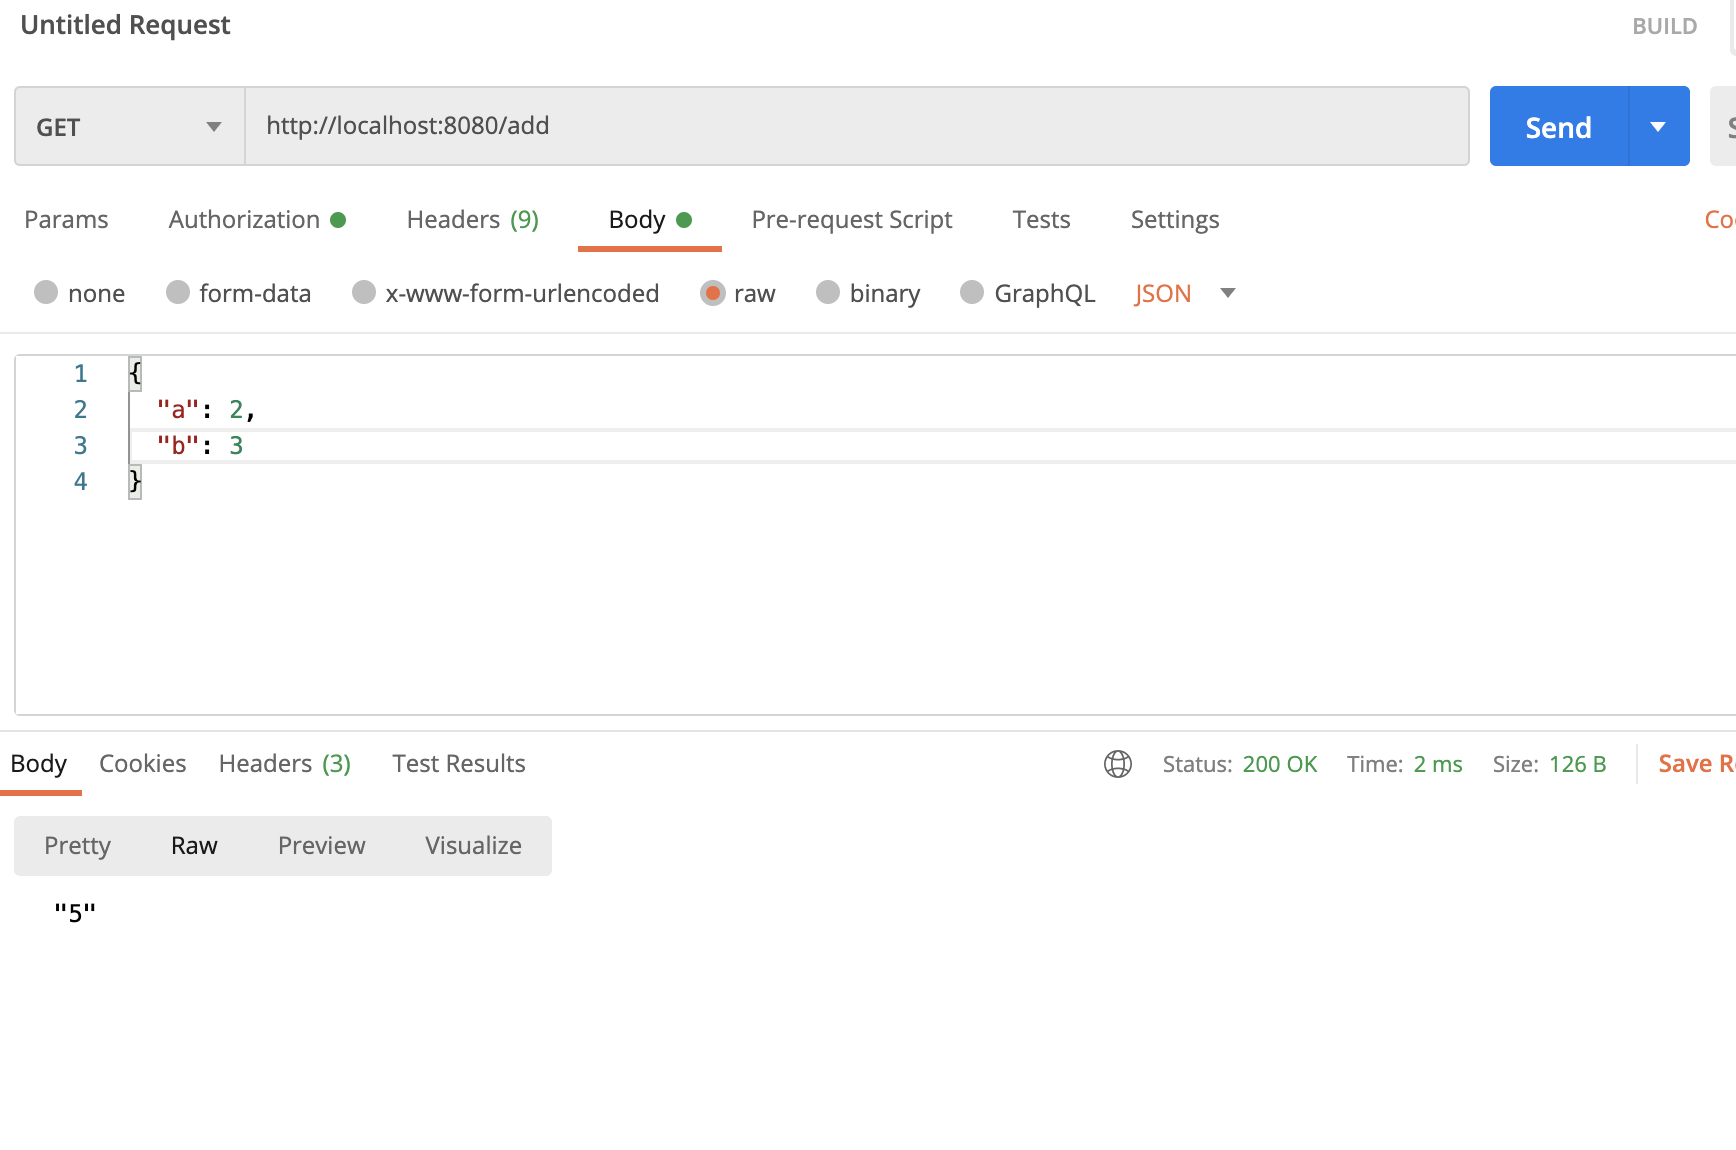 Untitled Request
BUILD
GET
http://localhost:8080/add
Send
Params Authorization Headers (9) Body Pre-request Script Tests Settings
none form-data x-www-form-urlencoded raw binary GraphQL JSON
1 {
2 "a": 2,
3 "b": 3
4 }
Body Cookies Headers (3) Test Results Status: 200 OK Time: 2 ms Size: 126 B Save
Pretty Raw Preview Visualize
"5"